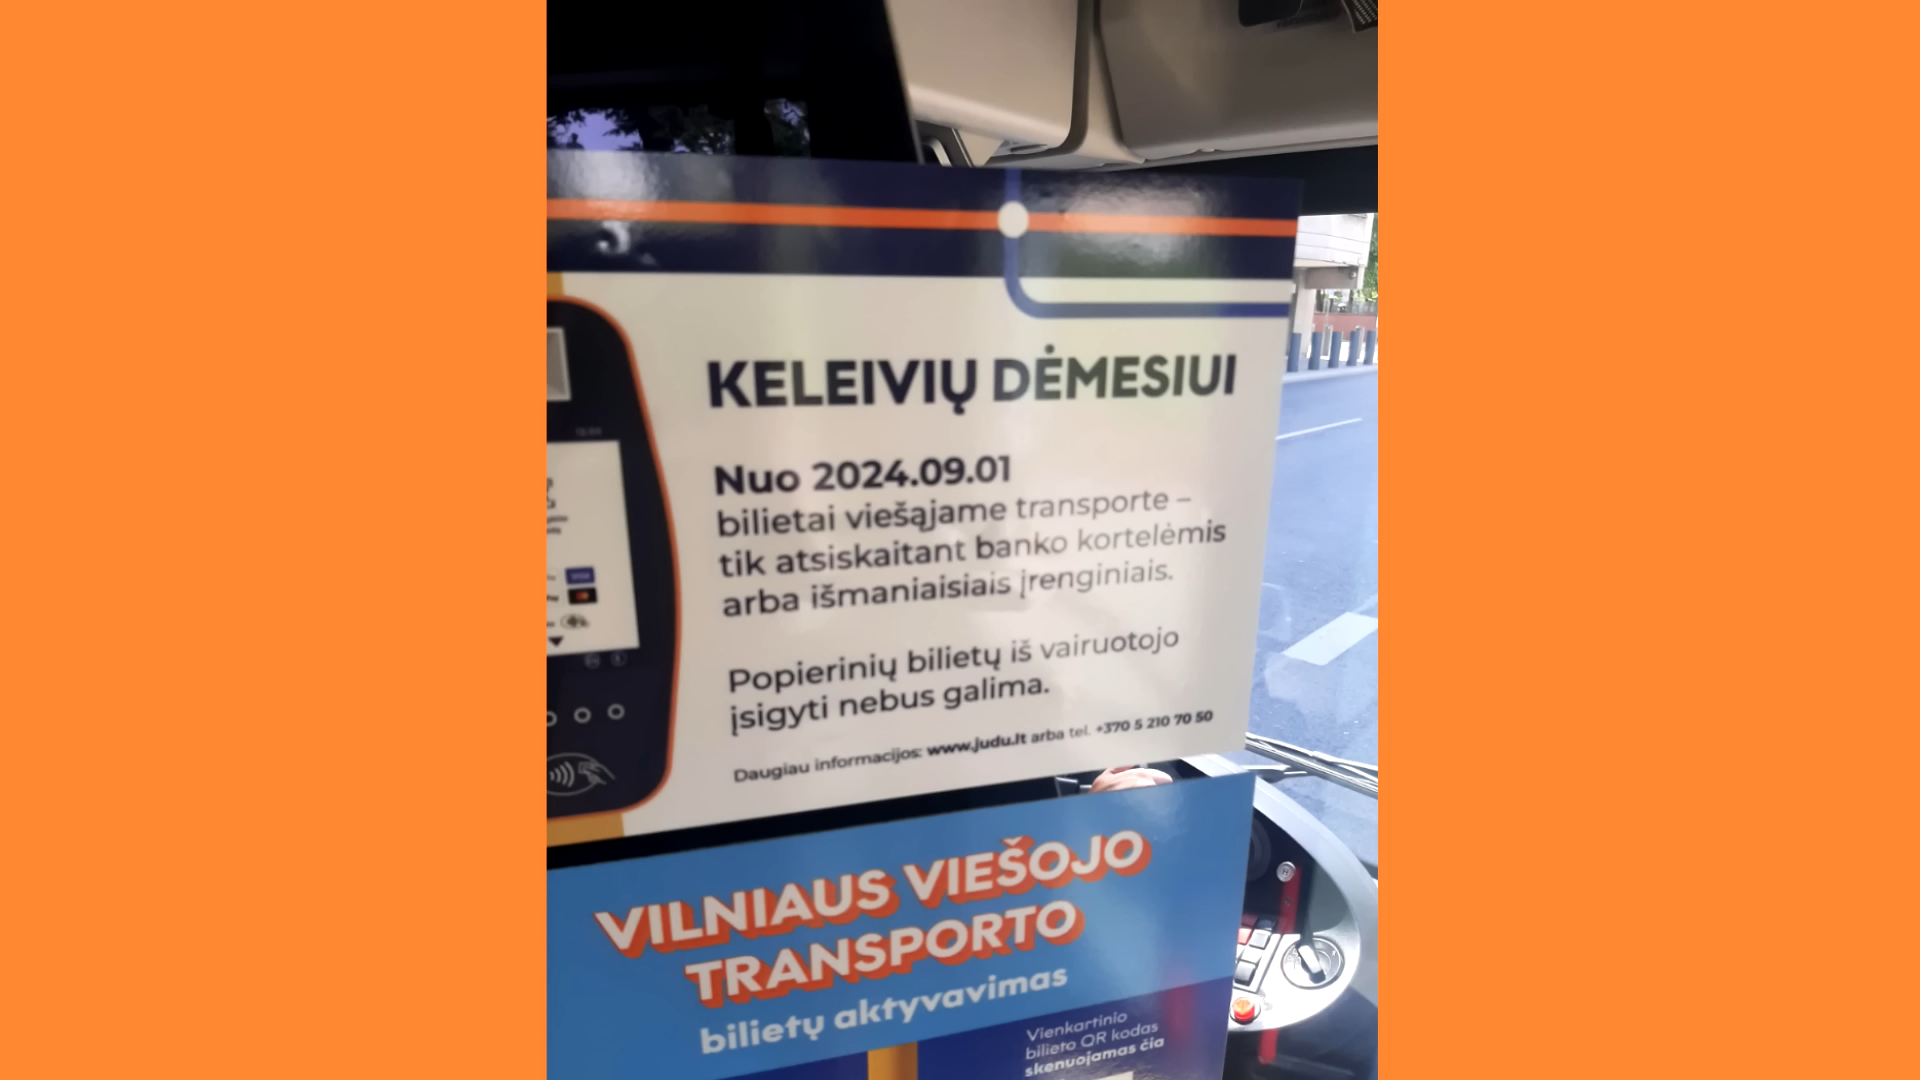 KELEIVIŲ DĖMESIUI
Nuo 2024.09.01
bilietai viešąjame transporte –
tik atsiskaitant banko kortelėmis
arba išmaniaisiais įrenginiais.
Popierinių bilietų iš vairuotojo
įsigyti nebus galima.
Daugiau informacijos: www.judu.lt arba tel. +370 5 210 70 50
VILNIAUS VIEŠOJO
TRANSPORTO
bilietų aktyvavimas
Vienkartinio
bilieto QR kodas
skenuojamas čia